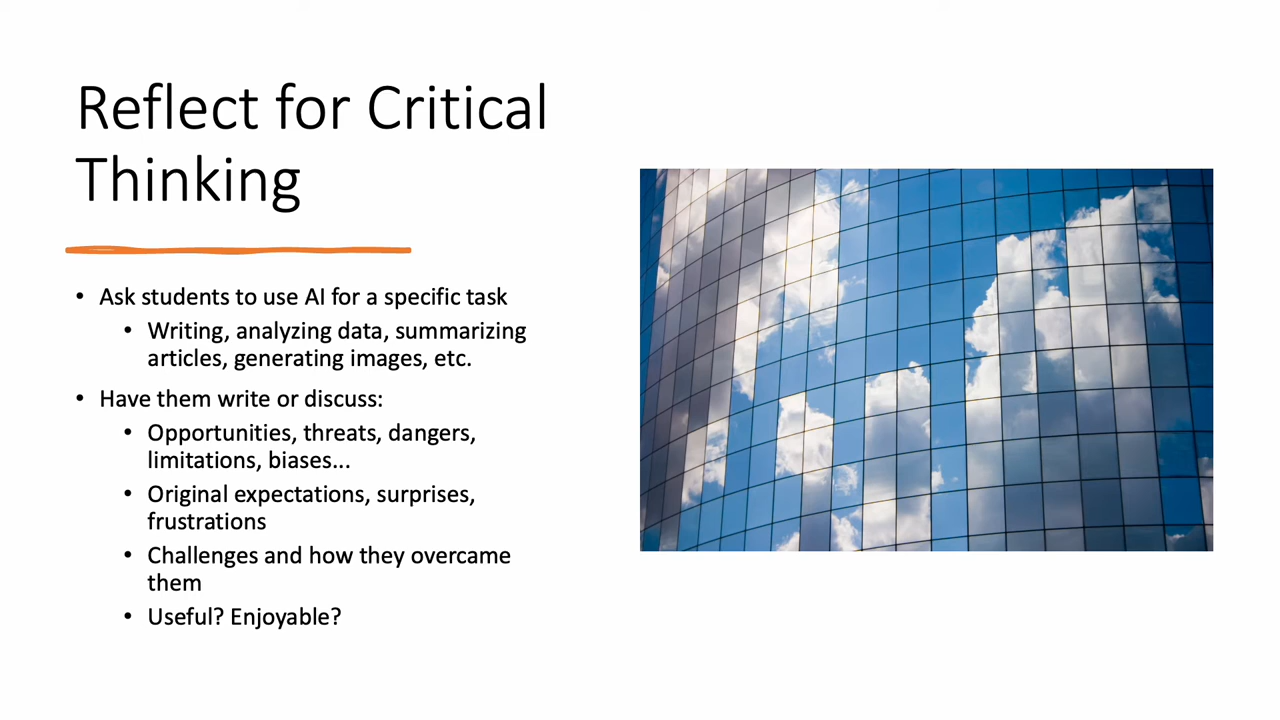 Reflect for Critical
Thinking
• Ask students to use AI for a specific task
• Writing, analyzing data, summarizing
articles, generating images, etc.
• Have them write or discuss:
• Opportunities, threats, dangers,
limitations, biases...
• Original expectations, surprises,
frustrations
• Challenges and how they overcame
them
• Useful? Enjoyable?